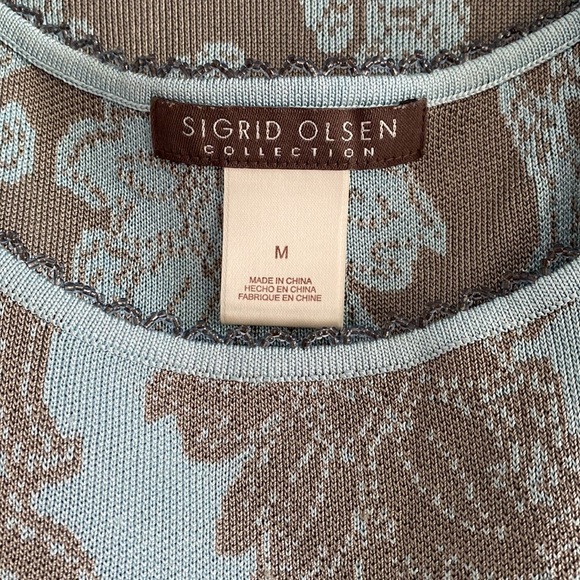 SIGRID OLSEN
COLLECTION
M
MADE IN CHINA
HECHO EN CHINA
FABRIQUE EN CHINE